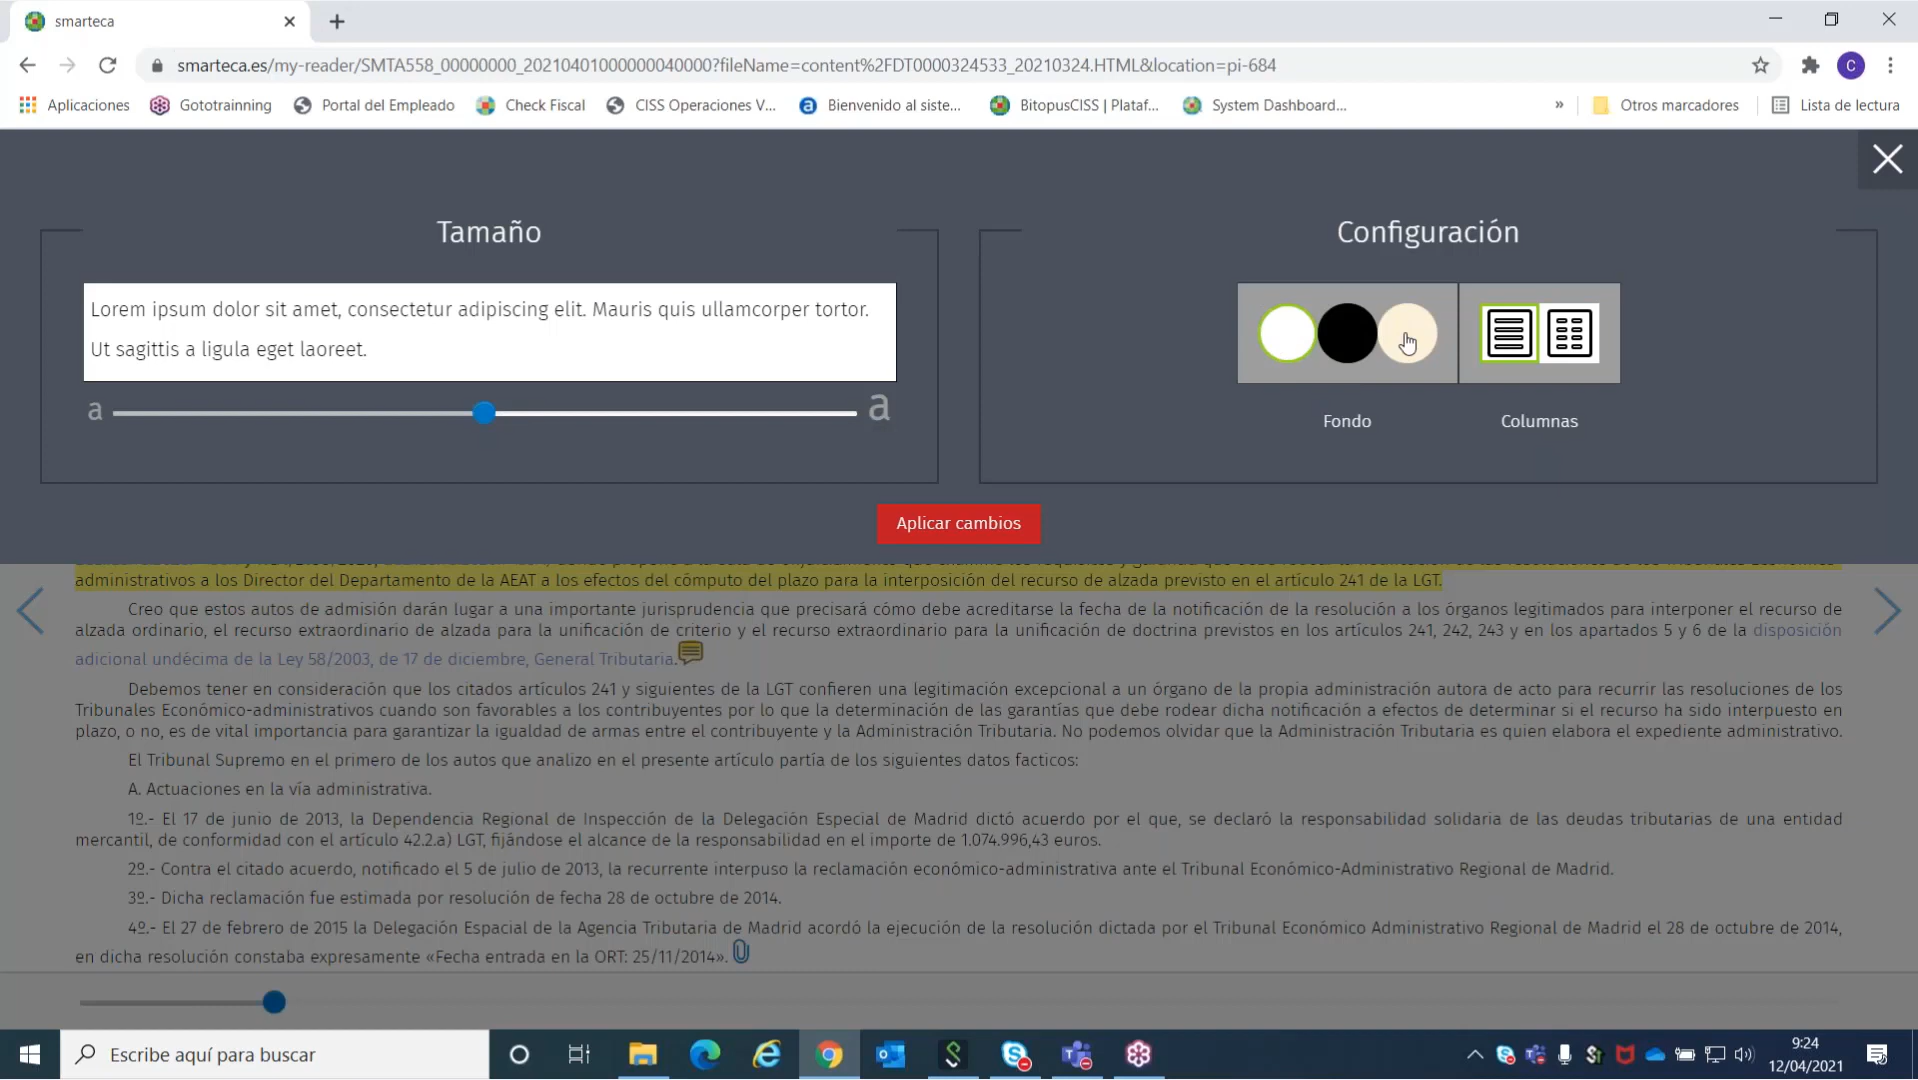 smarteca
smarteca.es/my-reader/SMTA558_00000000_20210401000000040000?fileName=content%2FDT0000324533_20210324.HTML&location=pi-684
C
Aplicaciones
Gototrainning
Portal del Empleado
Check Fiscal
CISS Operaciones V...
Bienvenido al siste...
BitopusCISS | Plataf...
System Dashboard...
»
Otros marcadores
Lista de lectura
Tamaño
Lorem ipsum dolor sit amet, consectetur adipiscing elit. Mauris quis ullamcorper tortor.
Ut sagittis a ligula eget laoreet.
a
a
Configuración
Fondo
Columnas
Aplicar cambios
administrativos a los Director del Departamento de la AEAT a los efectos del cómputo del plazo para la interposición del recurso de alzada previsto en el artículo 241 de la LGT.
Creo que estos autos de admisión darán lugar a una importante jurisprudencia que precisará cómo debe acreditarse la fecha de la notificación de la resolución a los órganos legitimados para interponer el recurso de
alzada ordinario, el recurso extraordinario de alzada para la unificación de criterio y el recurso extraordinario para la unificación de doctrina previstos en los artículos 241, 242, 243 y en los apartados 5 y 6 de la disposición
adicional undécima de la Ley 58/2003, de 17 de diciembre, General Tributaria.
Debemos tener en consideración que los citados artículos 241 y siguientes de la LGT confieren una legitimación excepcional a un órgano de la propia administración autora de acto para recurrir las resoluciones de los
Tribunales Económico-administrativos cuando son favorables a los contribuyentes por lo que la determinación de las garantías que debe rodear dicha notificación a efectos de determinar si el recurso ha sido interpuesto en
plazo, o no, es de vital importancia para garantizar la igualdad de armas entre el contribuyente y la Administración Tributaria. No podemos olvidar que la Administración Tributaria es quien elabora el expediente administrativo.
El Tribunal Supremo en el primero de los autos que analizo en el presente artículo partía de los siguientes datos facticos:
A. Actuaciones en la vía administrativa.
1º.- El 17 de junio de 2013, la Dependencia Regional de Inspección de la Delegación Especial de Madrid dictó acuerdo por el que, se declaró la responsabilidad solidaria de las deudas tributarias de una entidad
mercantil, de conformidad con el artículo 42.2.a) LGT, fijándose el alcance de la responsabilidad en el importe de 1.074.996,43 euros.
2º.- Contra el citado acuerdo, notificado el 5 de julio de 2013, la recurrente interpuso la reclamación económico-administrativa ante el Tribunal Económico-Administrativo Regional de Madrid.
3º.- Dicha reclamación fue estimada por resolución de fecha 28 de octubre de 2014.
4º.- El 27 de febrero de 2015 la Delegación Espacial de la Agencia Tributaria de Madrid acordó la ejecución de la resolución dictada por el Tribunal Económico Administrativo Regional de Madrid el 28 de octubre de 2014,
en dicha resolución constaba expresamente «Fecha entrada en la ORT: 25/11/2014».
Escribe aquí para buscar
9:24
12/04/2021